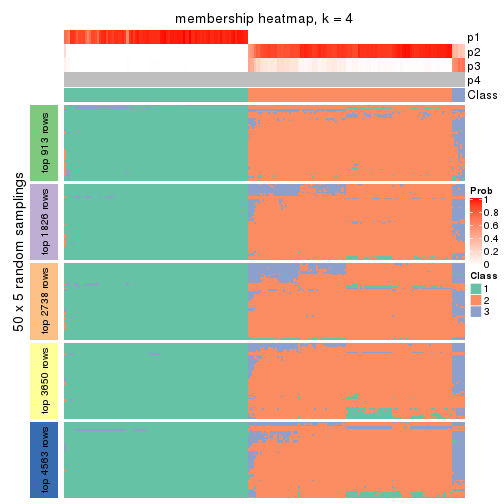 membership heatmap, k = 4
p1
p2
p3
p4
Class
50 x 5 random samplings
top 913 rows
top 1826 rows
top 2738 rows
top 3650 rows
top 4563 rows
Prob
1
0.8
0.6
0.4
0.2
0
Class
1
2
3